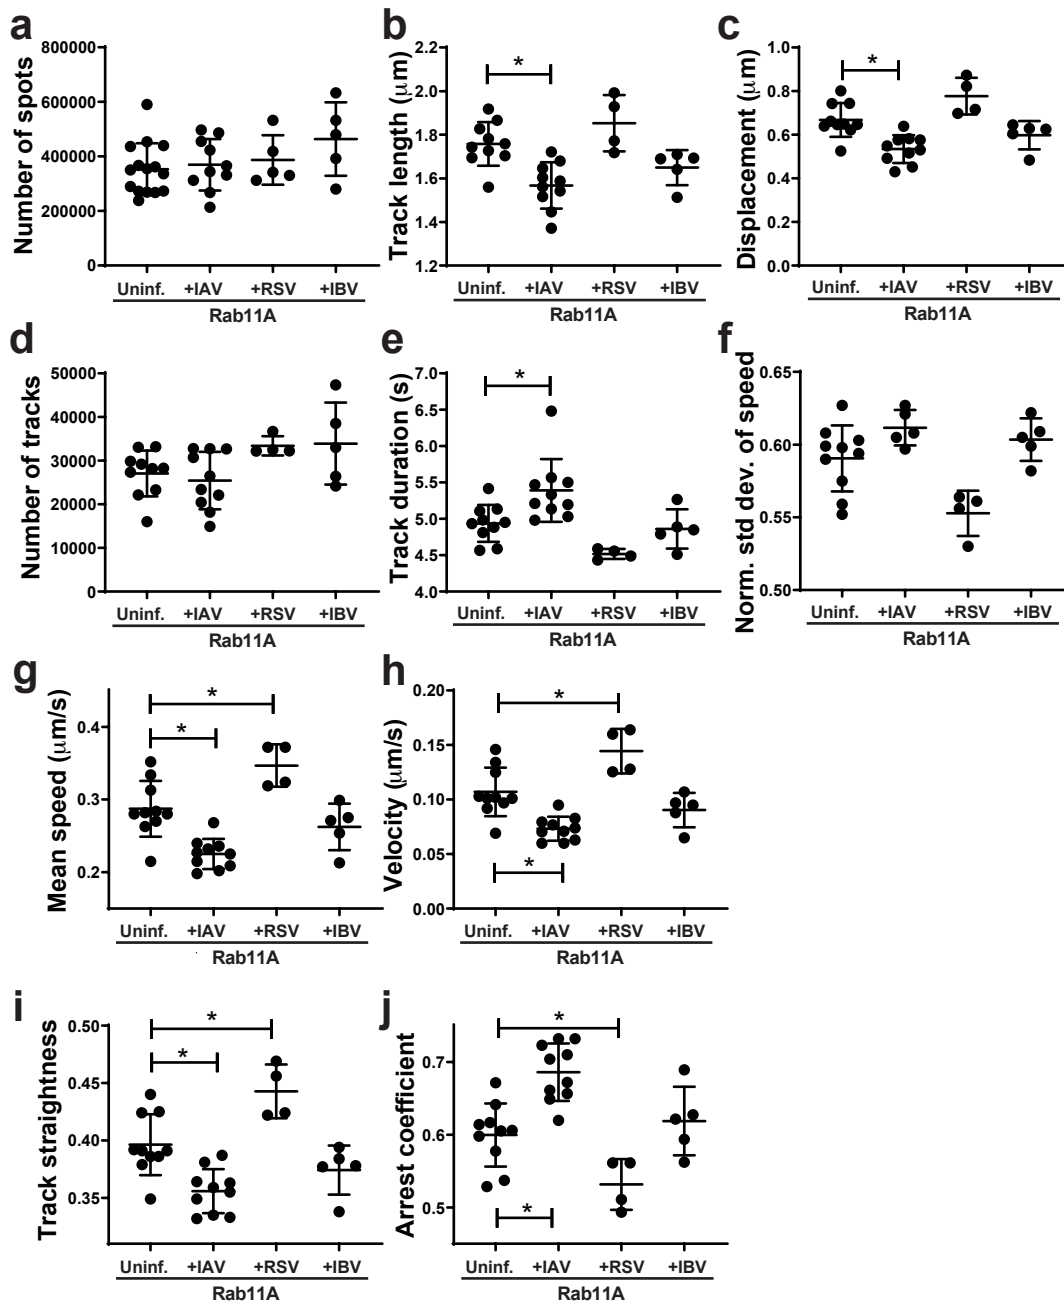 a
Number of spots
800000
600000
400000
200000
0
Uninf. +IAV +RSV +IBV
Rab11A
b
Track length (μm)
2.2
2.0
1.8
1.6
1.4
1.2
*
Uninf. +IAV +RSV +IBV
Rab11A
c
Displacement (μm)
1.0
0.8
0.6
0.4
0.2
0.0
*
Uninf. +IAV +RSV +IBV
Rab11A
d
Number of tracks
50000
40000
30000
20000
10000
0
Uninf. +IAV +RSV +IBV
Rab11A
e
Track duration (s)
7.0
6.5
6.0
5.5
5.0
4.5
4.0
*
Uninf. +IAV +RSV +IBV
Rab11A
f
Norm. std dev. of speed
0.65
0.60
0.55
0.50
Uninf. +IAV +RSV +IBV
Rab11A
g
Mean speed (μm/s)
0.4
0.3
0.2
*
*
Uninf. +IAV +RSV +IBV
Rab11A
h
Velocity (μm/s)
0.20
0.15
0.10
0.05
0.00
*
*
Uninf. +IAV +RSV +IBV
Rab11A
i
Track straightness
0.50
0.45
0.40
0.35
*
*
Uninf. +IAV +RSV +IBV
Rab11A
j
Arrest coefficient
0.7
0.6
0.5
*
*
Uninf. +IAV +RSV +IBV
Rab11A